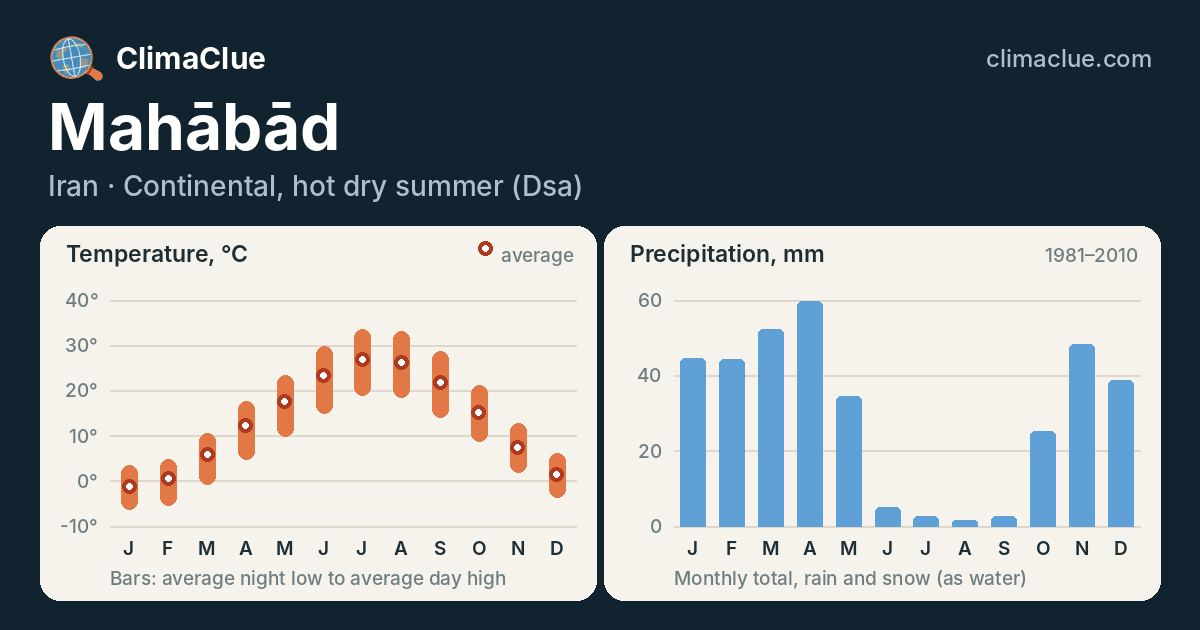 ClimaClue
climaclue.com
Mahābād
Iran · Continental, hot dry summer (Dsa)
Temperature, °C
average
40°
30°
20°
10°
0°
-10°
J F M A M J J A S O N D
Bars: average night low to average day high
Precipitation, mm
1981–2010
60
40
20
0
J F M A M J J A S O N D
Monthly total, rain and snow (as water)